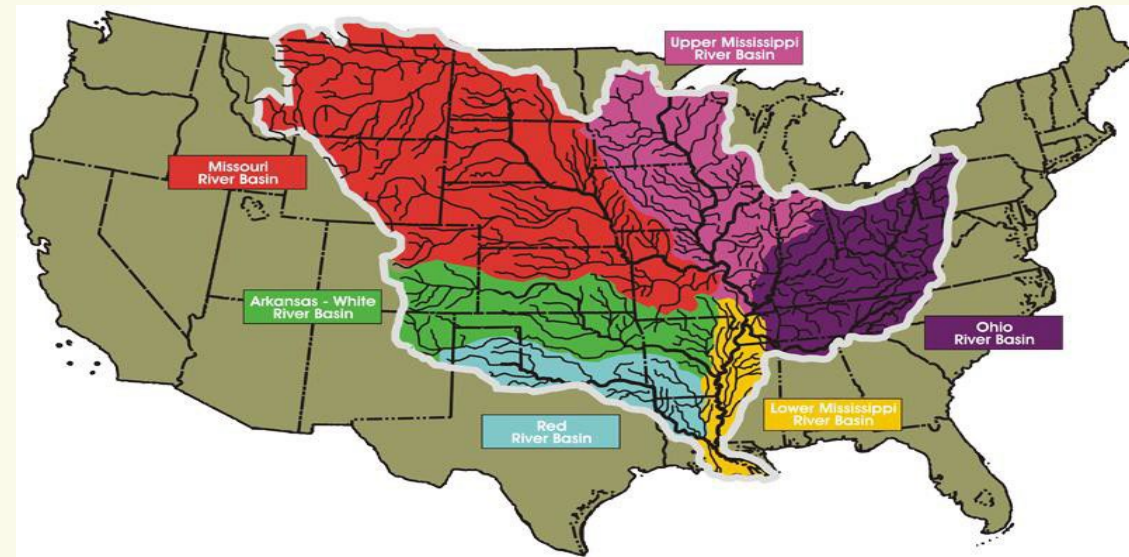 Upper Mississippi
River Basin
Missouri
River Basin
Arkansas - White
River Basin
Ohio
River Basin
Lower Mississippi
River Basin
Red
River Basin